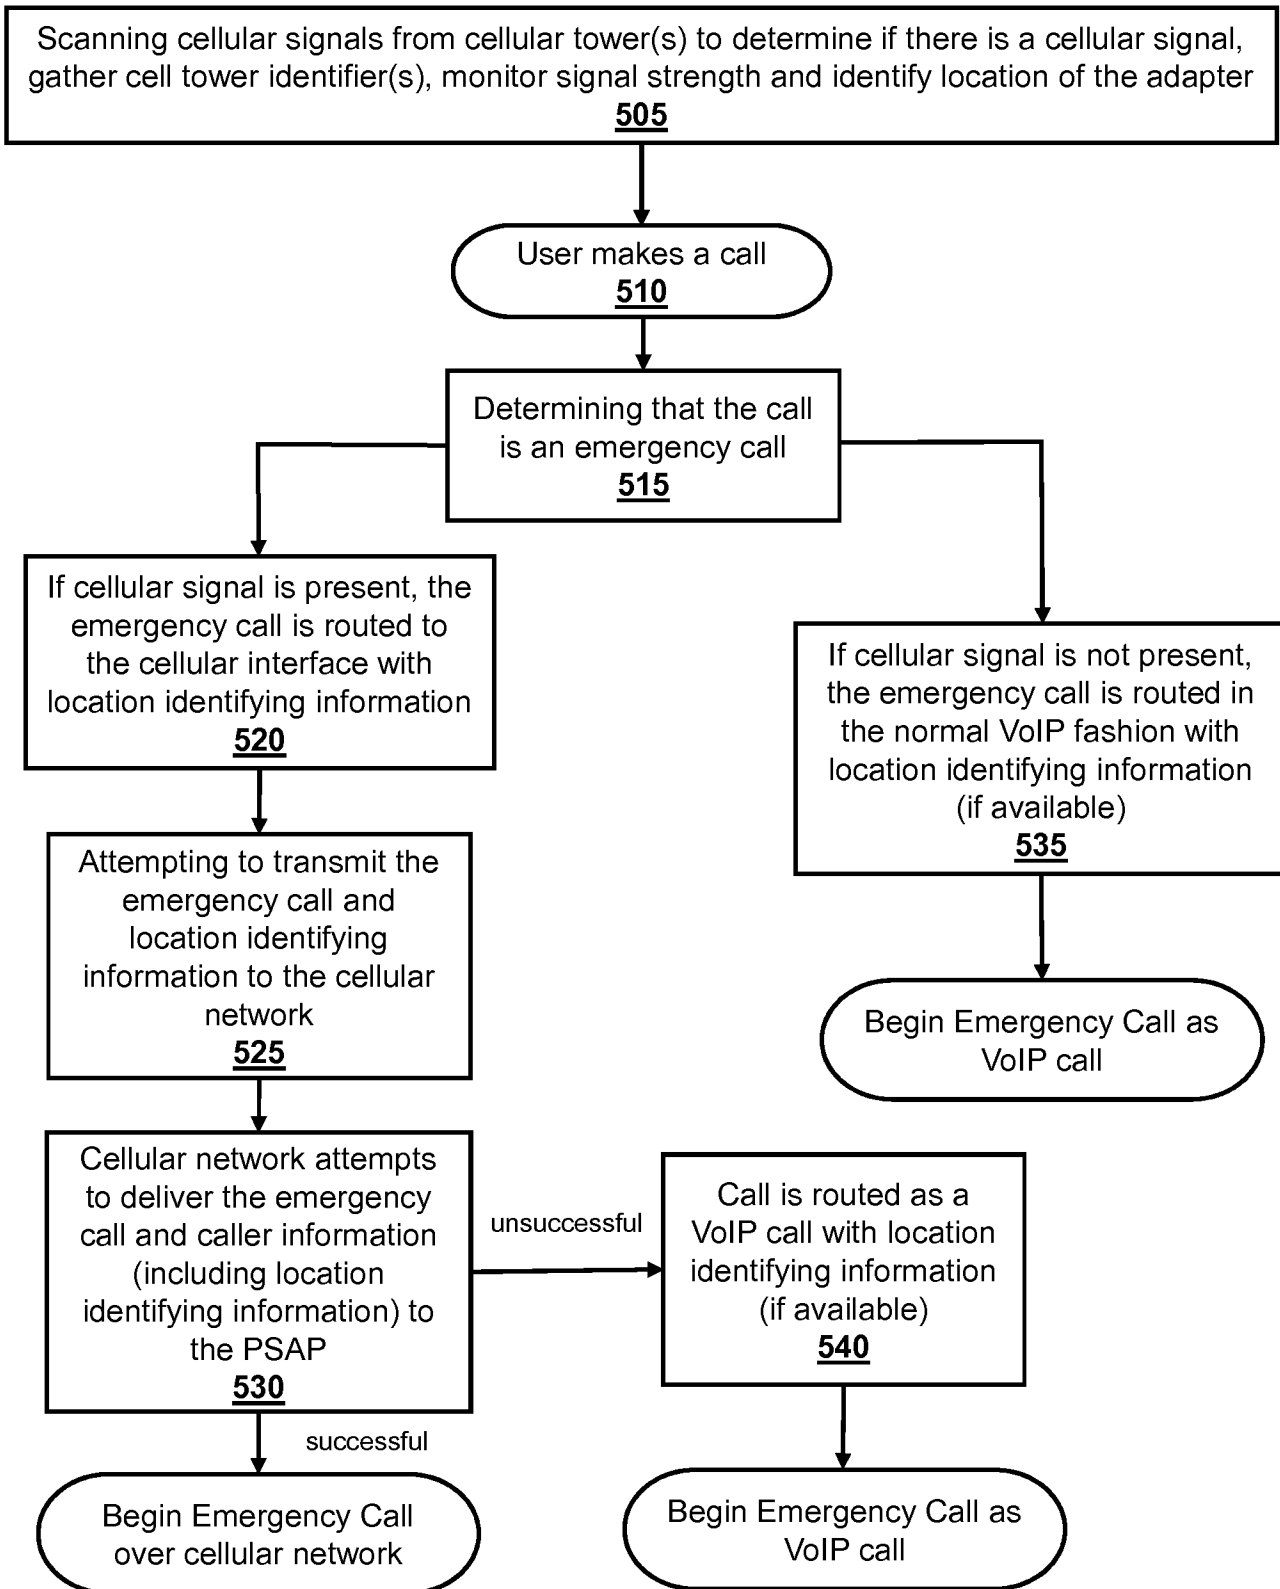 Scanning cellular signals from cellular tower(s) to determine if there is a cellular signal,
gather cell tower identifier(s), monitor signal strength and identify location of the adapter
505
User makes a call
510
Determining that the call
is an emergency call
515
If cellular signal is present, the
emergency call is routed to
the cellular interface with
location identifying information
520
If cellular signal is not present,
the emergency call is routed in
the normal VoIP fashion with
location identifying information
(if available)
535
Attempting to transmit the
emergency call and
location identifying
information to the cellular
network
525
Begin Emergency Call as
VoIP call
Cellular network attempts
to deliver the emergency
call and caller information
(including location
identifying information) to
the PSAP
530
unsuccessful
Call is routed as a
VoIP call with location
identifying information
(if available)
540
successful
Begin Emergency Call
over cellular network
Begin Emergency Call as
VoIP call